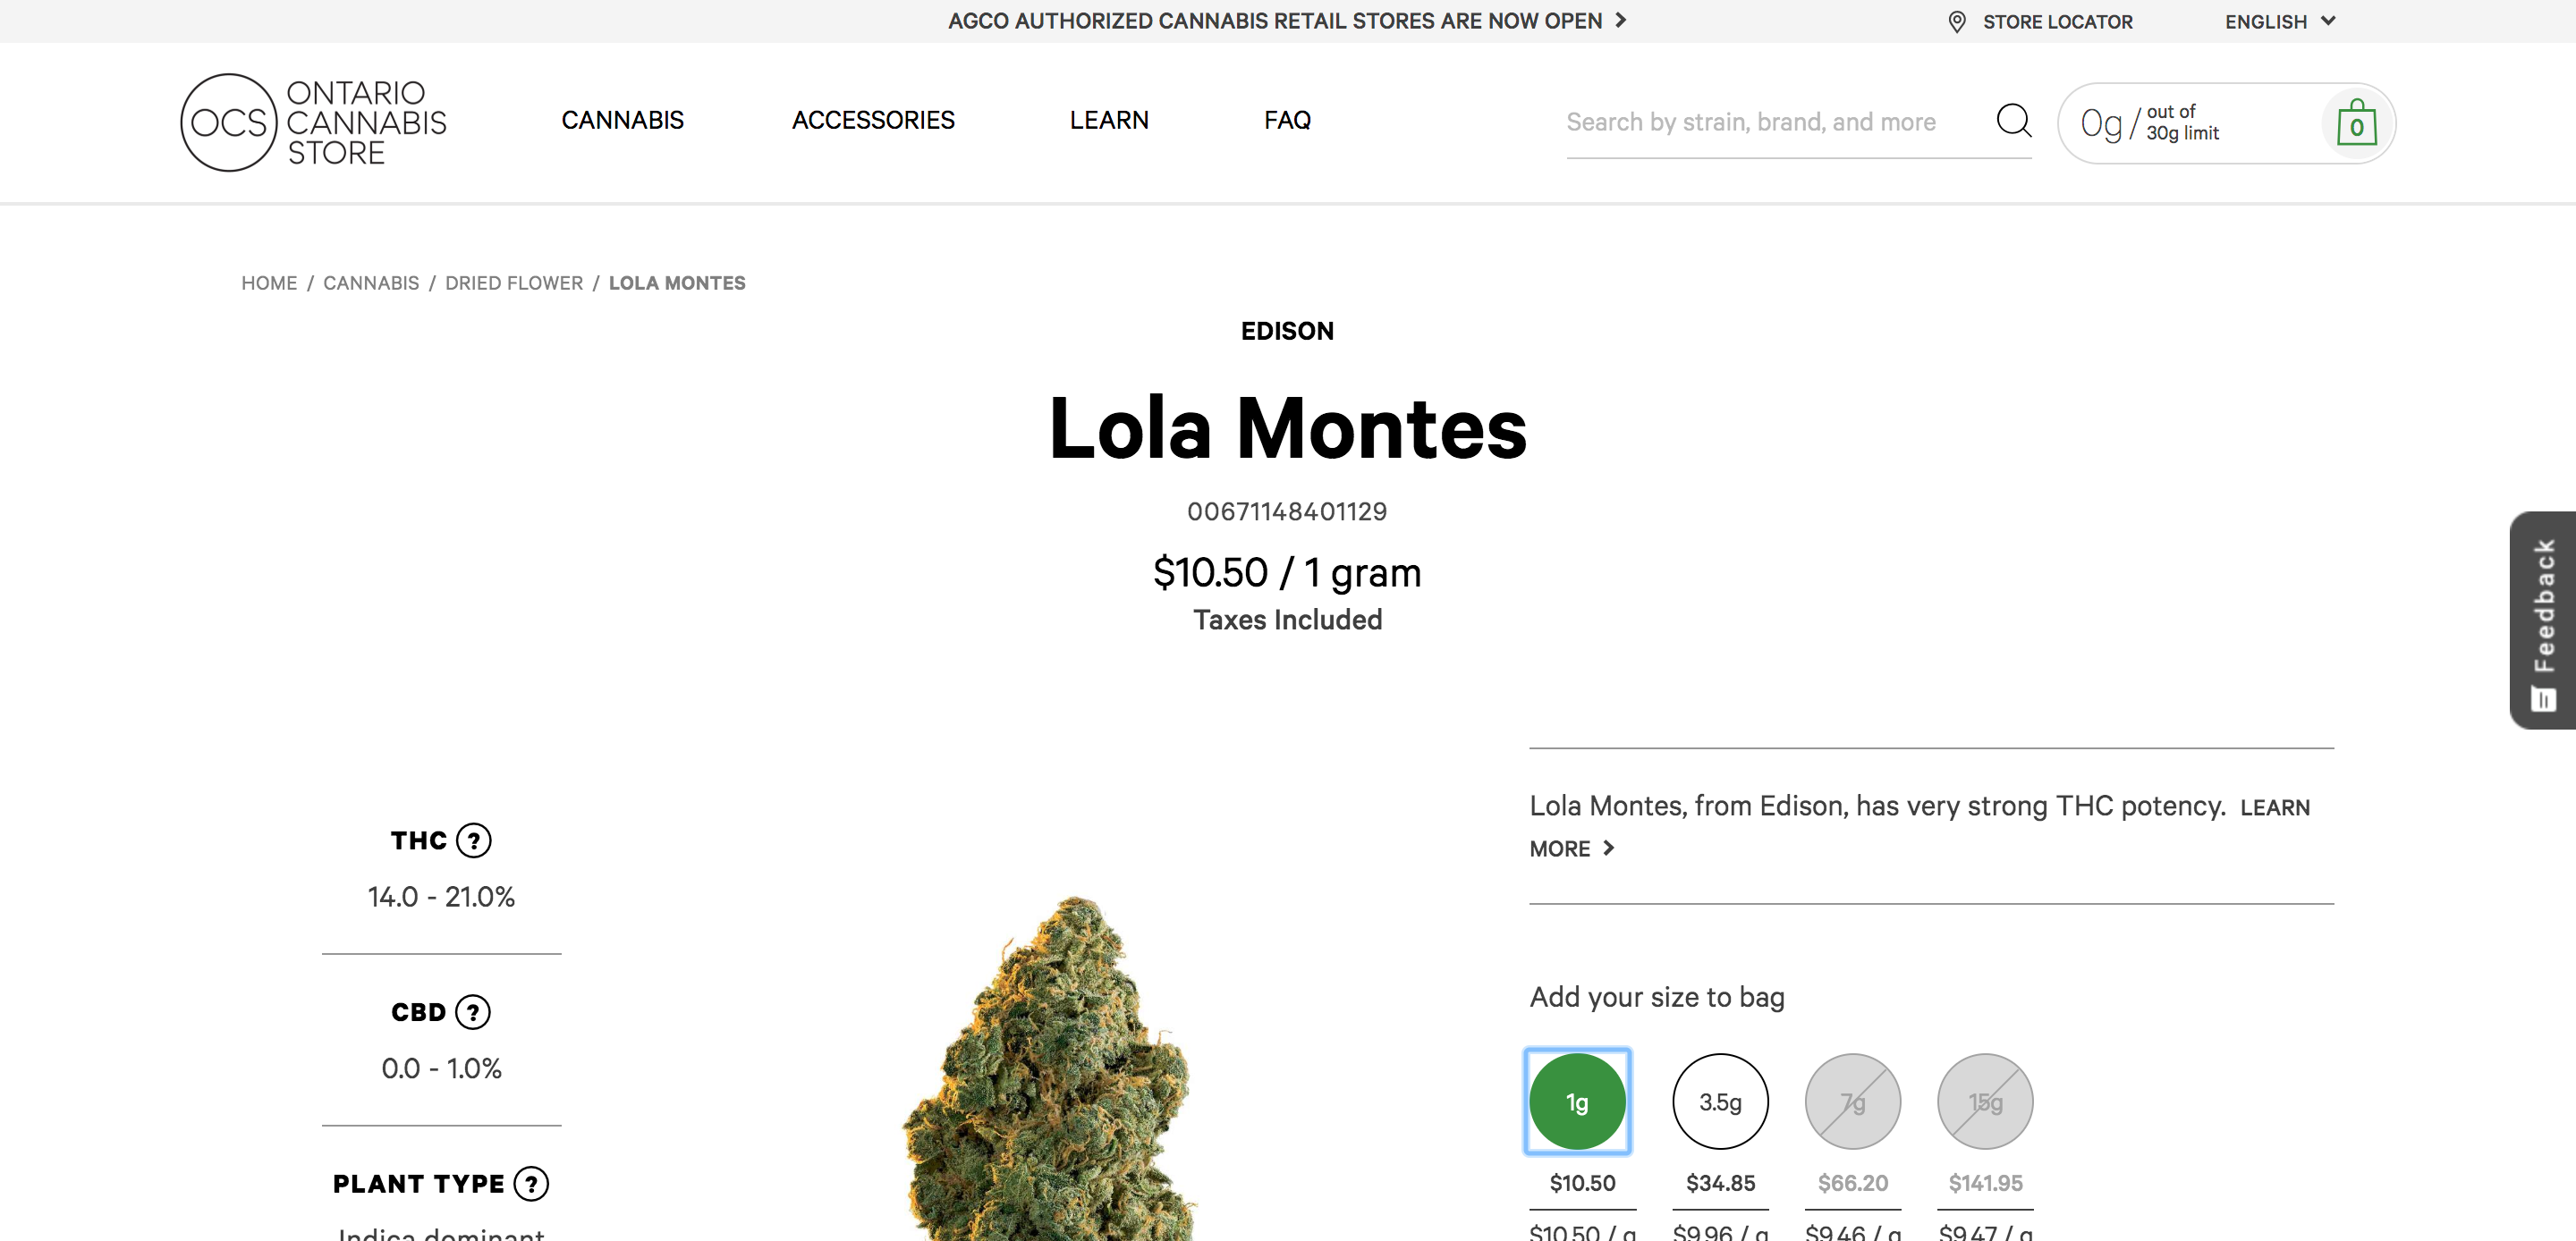 AGCO AUTHORIZED CANNABIS RETAIL STORES ARE NOW OPEN
STORE LOCATOR
ENGLISH
OCS
ONTARIO
CANNABIS
STORE
CANNABIS
ACCESSORIES
LEARN
FAQ
Search by strain, brand, and more
0g / out of
30g limit
0
HOME / CANNABIS / DRIED FLOWER / LOLA MONTES
EDISON
Lola Montes
00671148401129
$10.50 / 1 gram
Taxes Included
Feedback
Lola Montes, from Edison, has very strong THC potency. LEARN
MORE
THC ?
14.0 - 21.0%
CBD ?
0.0 - 1.0%
PLANT TYPE ?
Indica dominant
Add your size to bag
1g 3.5g 7g 15g
$10.50 $34.85 $66.20 $141.95
$10.50 / g $9.96 / g $9.46 / g $9.47 / g